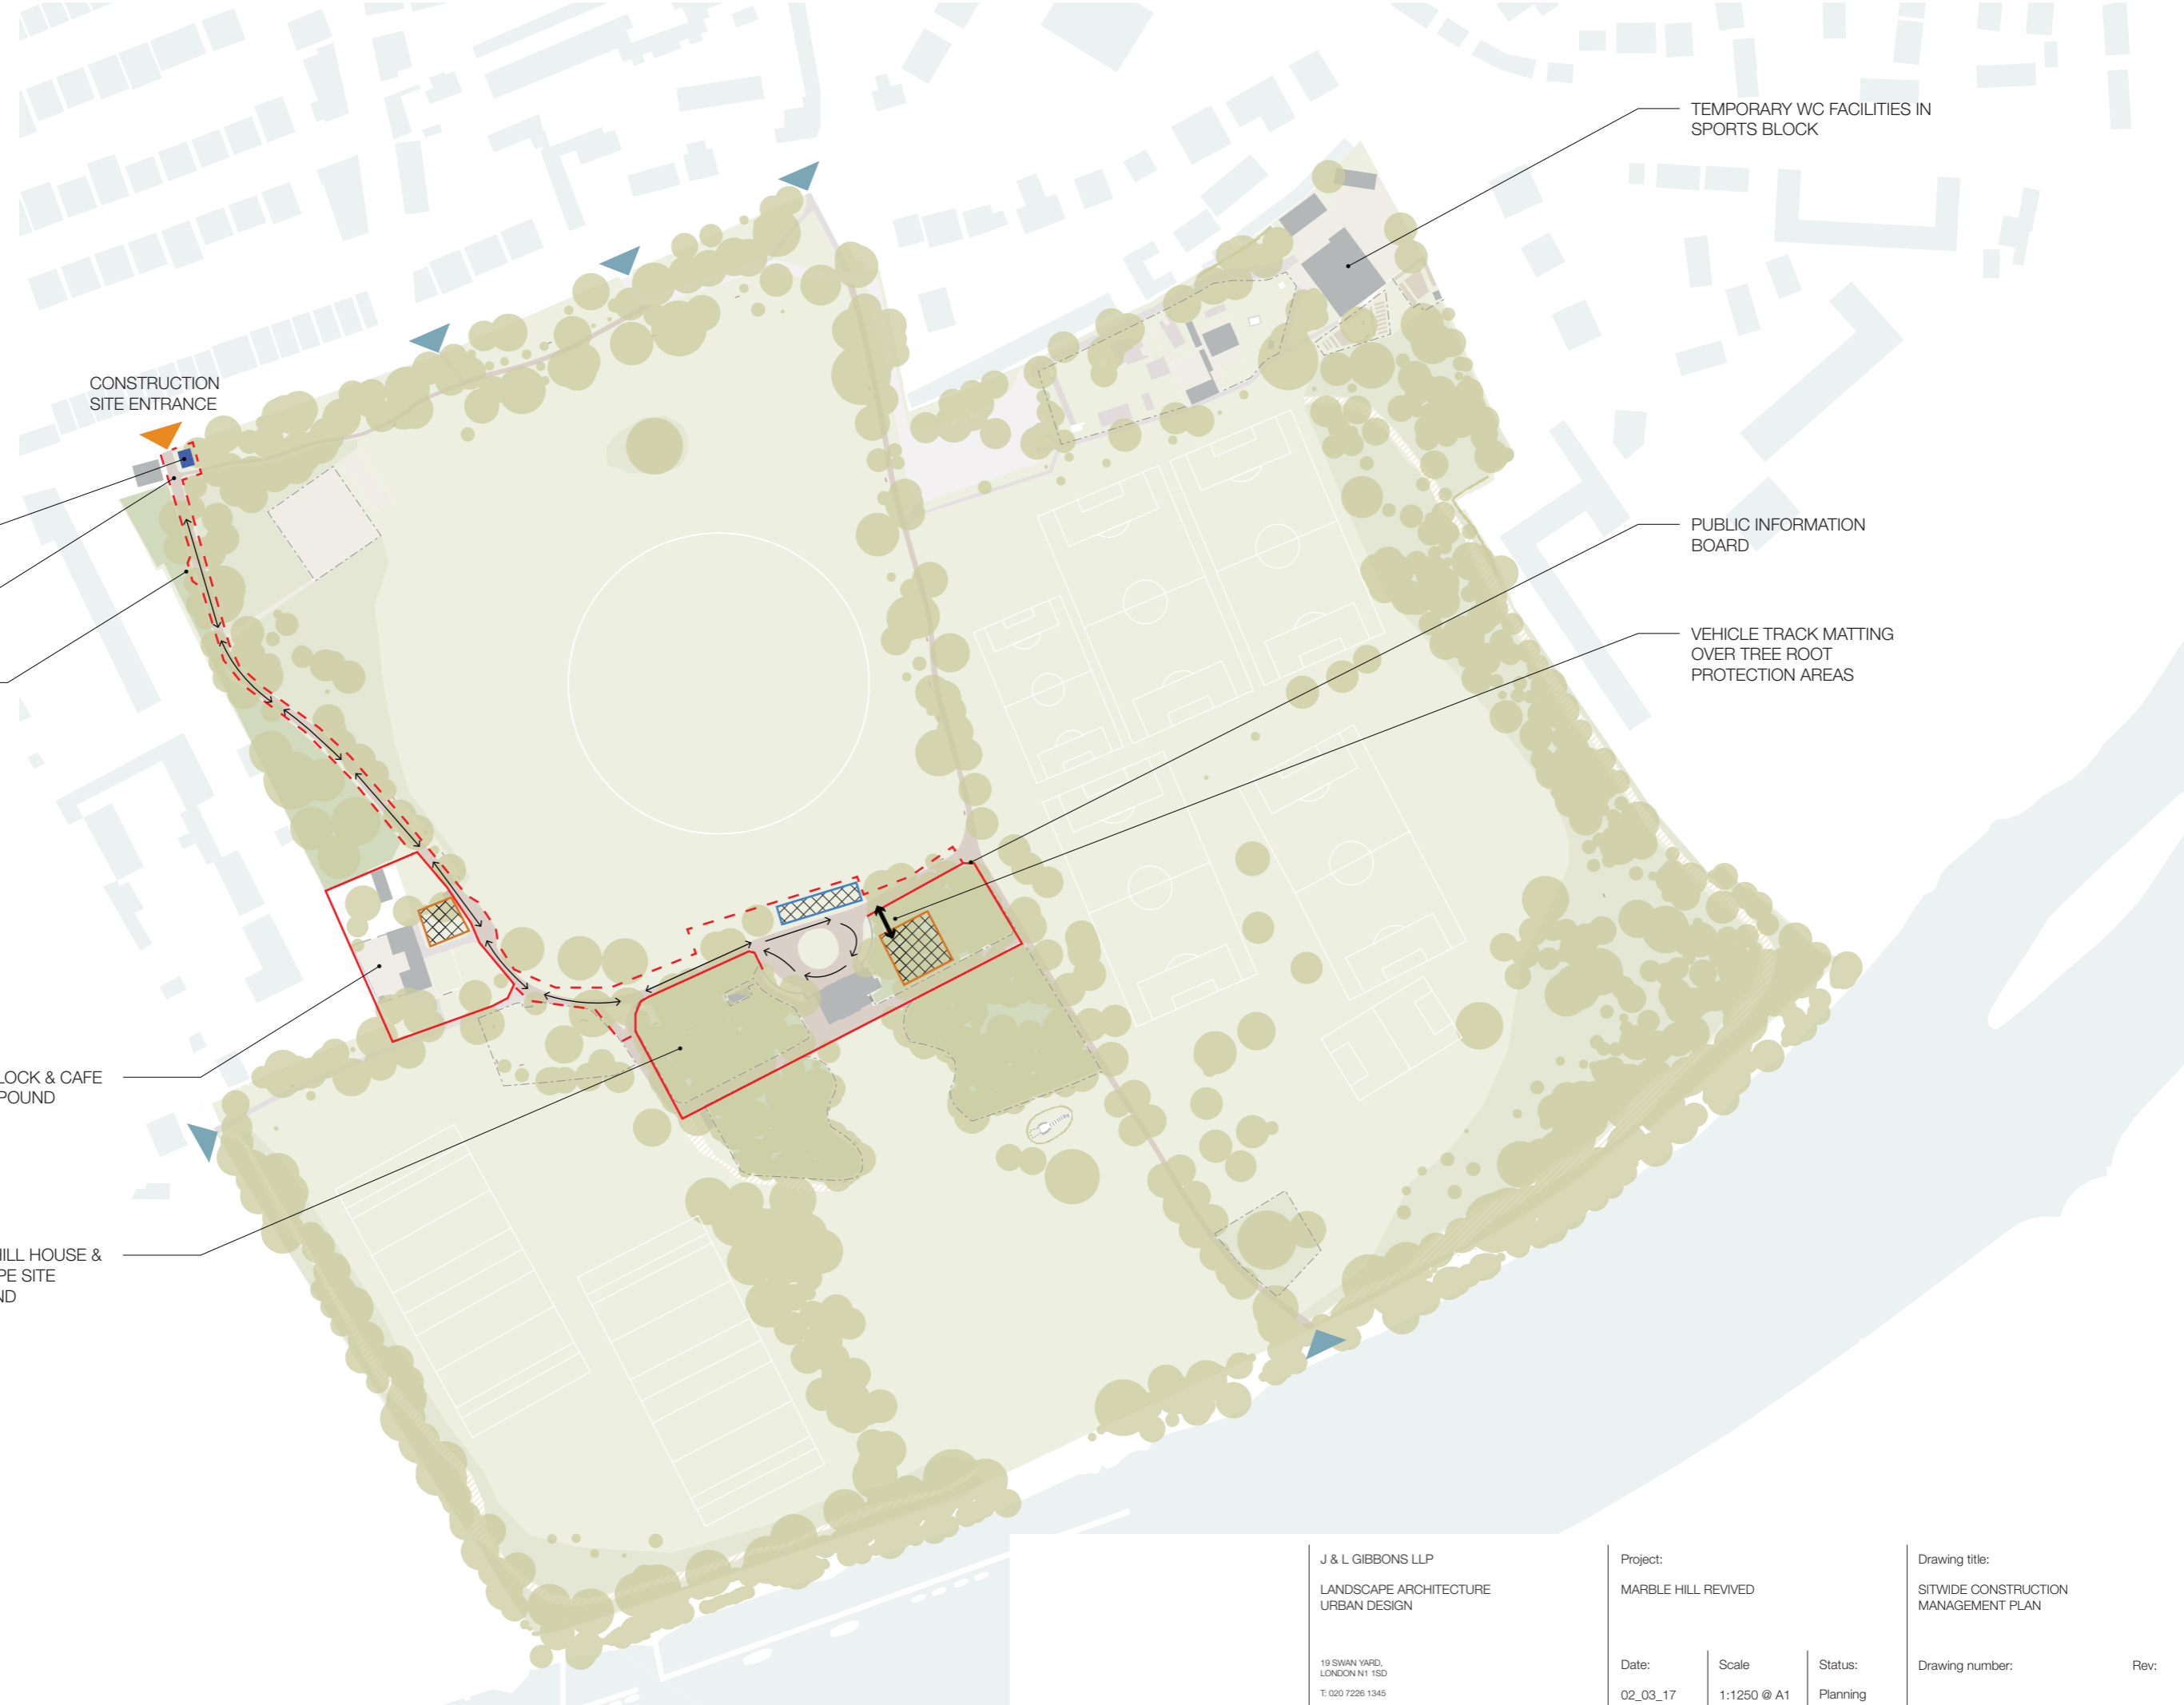 TEMPORARY WC FACILITIES IN
SPORTS BLOCK
CONSTRUCTION
SITE ENTRANCE
PUBLIC INFORMATION
BOARD
VEHICLE TRACK MATTING
OVER TREE ROOT
PROTECTION AREAS
LOCK & CAFE
POUND
HILL HOUSE &
PE SITE
ND
J & L GIBBONS LLP
LANDSCAPE ARCHITECTURE
URBAN DESIGN
19 SWAN YARD,
LONDON N1 1SD
T: 020 7226 1345
Project:
MARBLE HILL REVIVED
Date:
02_03_17
Scale
1:1250 @ A1
Status:
Planning
Drawing title:
SITWIDE CONSTRUCTION
MANAGEMENT PLAN
Drawing number:
Rev: